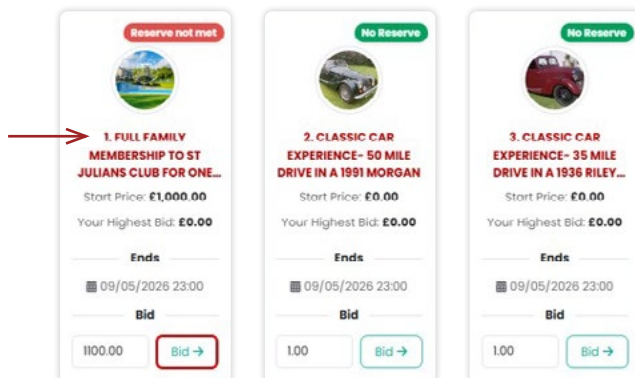 Reserve not met
1. FULL FAMILY
MEMBERSHIP TO ST
JULIANS CLUB FOR ONE...
Start Price: £1,000.00
Your Highest Bid: £0.00
Ends
09/05/2026 23:00
Bid
1100.00
Bid →
No Reserve
2. CLASSIC CAR
EXPERIENCE- 50 MILE
DRIVE IN A 1991 MORGAN
Start Price: £0.00
Your Highest Bid: £0.00
Ends
09/05/2026 23:00
Bid
1.00
Bid →
No Reserve
3. CLASSIC CAR
EXPERIENCE- 35 MILE
DRIVE IN A 1936 RILEY...
Start Price: £0.00
Your Highest Bid: £0.00
Ends
09/05/2026 23:00
Bid
1.00
Bid →